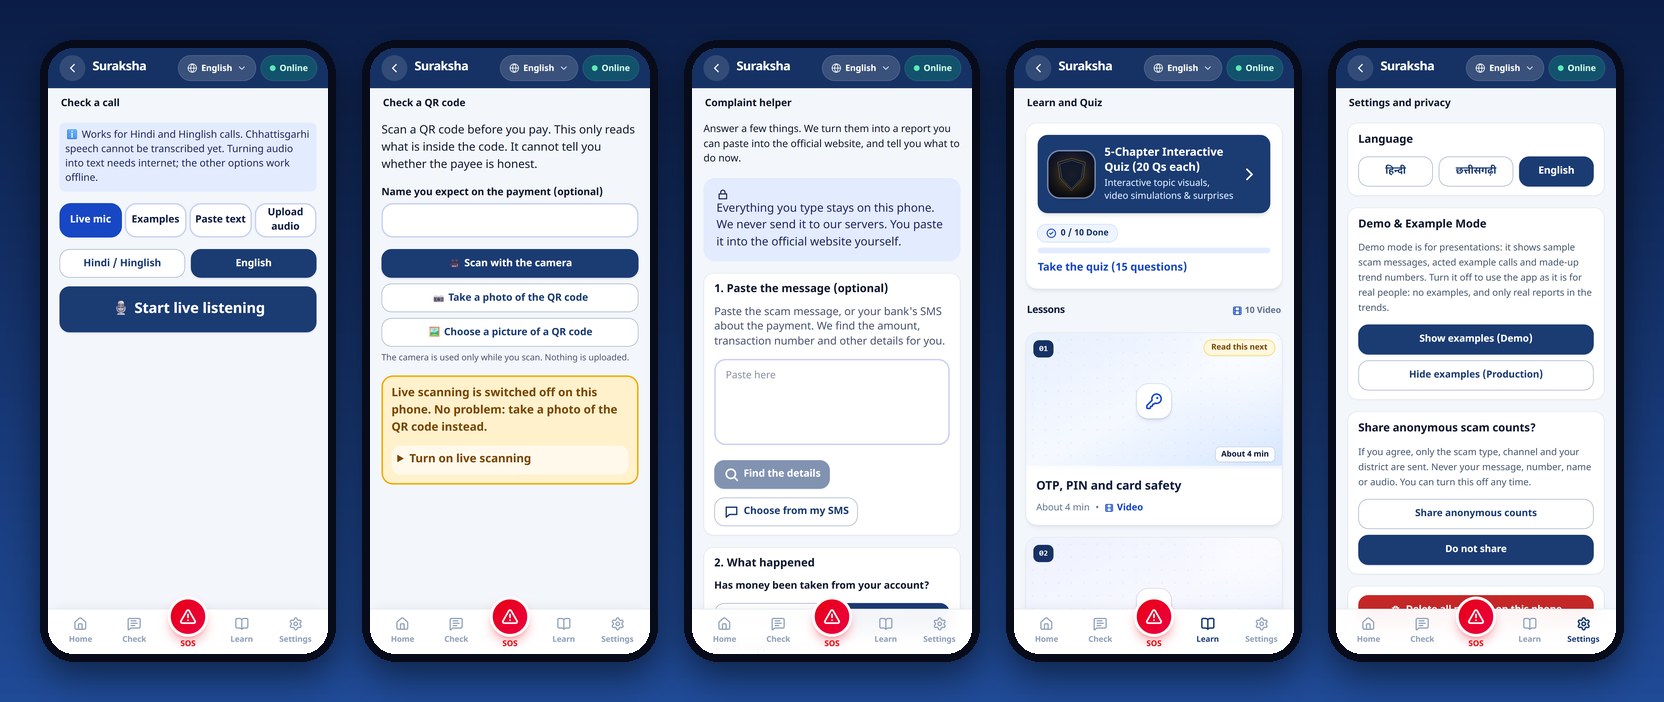 Suraksha
English
Online
Check a call
Works for Hindi and Hinglish calls. Chhattisgarhi
speech cannot be transcribed yet. Turning audio
into text needs internet; the other options work
offline.
Live mic
Examples
Paste text
Upload
audio
Hindi / Hinglish
English
Start live listening
Home
Check
SOS
Learn
Settings
Suraksha
English
Online
Check a QR code
Scan a QR code before you pay. This only reads
what is inside the code. It cannot tell you
whether the payee is honest.
Name you expect on the payment (optional)
Scan with the camera
Take a photo of the QR code
Choose a picture of a QR code
The camera is used only while you scan. Nothing is uploaded.
Live scanning is switched off on this
phone. No problem: take a photo of the
QR code instead.
Turn on live scanning
Home
Check
SOS
Learn
Settings
Suraksha
English
Online
Complaint helper
Answer a few things. We turn them into a report you
can paste into the official website, and tell you what to
do now.
Everything you type stays on this phone.
We never send it to our servers. You paste
it into the official website yourself.
1. Paste the message (optional)
Paste the scam message, or your bank's SMS
about the payment. We find the amount,
transaction number and other details for you.
Paste here
Find the details
Choose from my SMS
2. What happened
Has money been taken from your account?
Home
Check
SOS
Learn
Settings
Suraksha
English
Online
Learn and Quiz
5-Chapter Interactive
Quiz (20 Qs each)
Interactive topic visuals,
video simulations & surprises
0 / 10 Done
Take the quiz (15 questions)
Lessons
10 Video
01
Read this next
About 4 min
OTP, PIN and card safety
About 4 min • Video
02
Home
Check
SOS
Learn
Settings
Suraksha
English
Online
Settings and privacy
Language
हिन्दी
छत्तीसगढ़ी
English
Demo & Example Mode
Demo mode is for presentations: it shows sample
scam messages, acted example calls and made-up
trend numbers. Turn it off to use the app as it is for
real people: no examples, and only real reports in the
trends.
Show examples (Demo)
Hide examples (Production)
Share anonymous scam counts?
If you agree, only the scam type, channel and your
district are sent. Never your message, number, name
or audio. You can turn this off any time.
Share anonymous counts
Do not share
Delete all on this phone
Home
Check
SOS
Learn
Settings